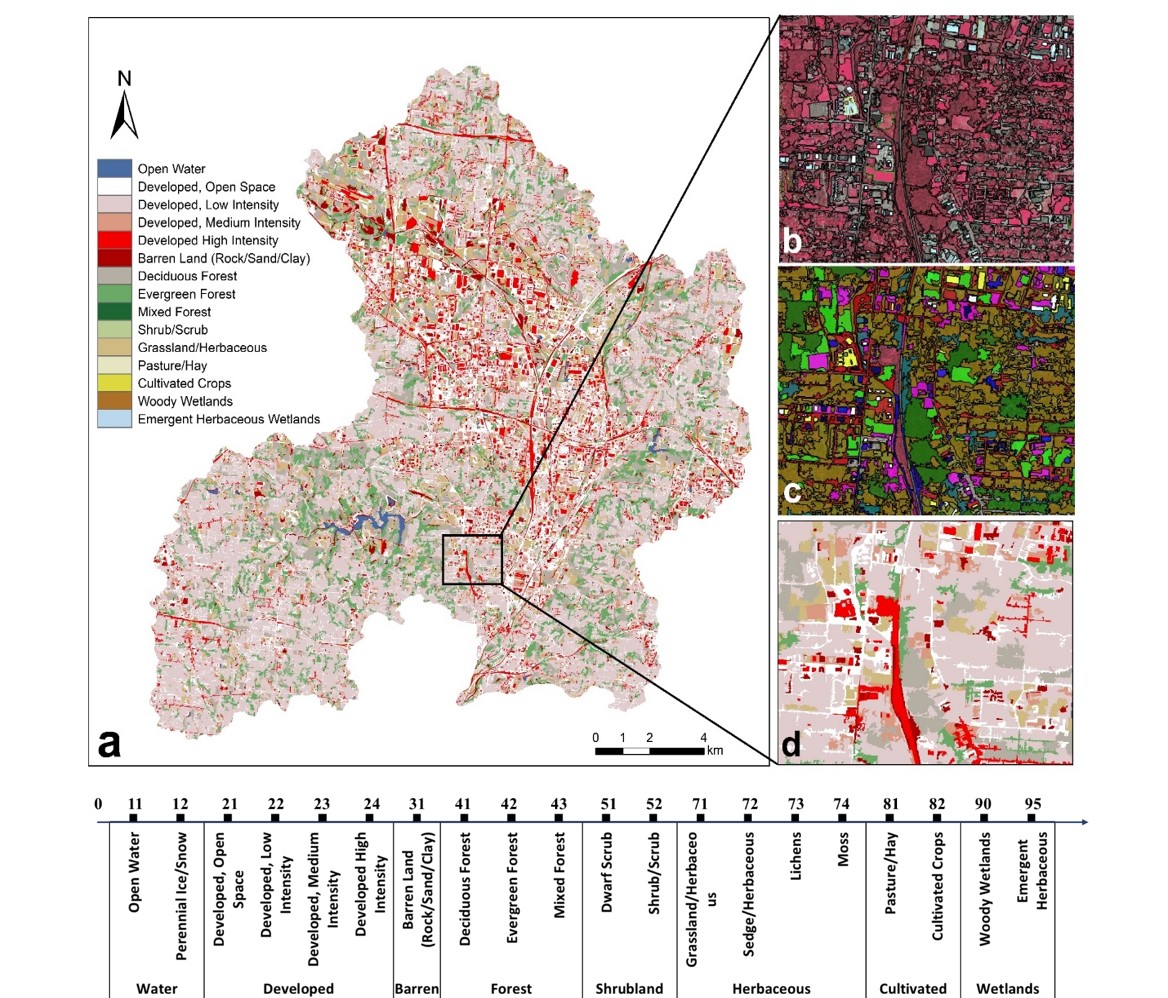 N
Open Water
Developed, Open Space
Developed, Low Intensity
Developed, Medium Intensity
Developed High Intensity
Barren Land (Rock/Sand/Clay)
Deciduous Forest
Evergreen Forest
Mixed Forest
Shrub/Scrub
Grassland/Herbaceous
Pasture/Hay
Cultivated Crops
Woody Wetlands
Emergent Herbaceous Wetlands
a
0 1 2 4
km
b
c
d
0 11 12 21 22 23 24 31 41 42 43 51 52 71 72 73 74 81 82 90 95
Open Water
Perennial Ice/Snow
Developed, Open
Space
Developed, Low
Intensity
Developed, Medium
Intensity
Developed High
Intensity
Barren Land
(Rock/Sand/Clay)
Deciduous Forest
Evergreen Forest
Mixed Forest
Dwarf Scrub
Shrub/Scrub
Grassland/Herbaceo
us
Sedge/Herbaceous
Lichens
Moss
Pasture/Hay
Cultivated Crops
Woody Wetlands
Emergent
Herbaceous
Water Developed Barren Forest Shrubland Herbaceous Cultivated Wetlands